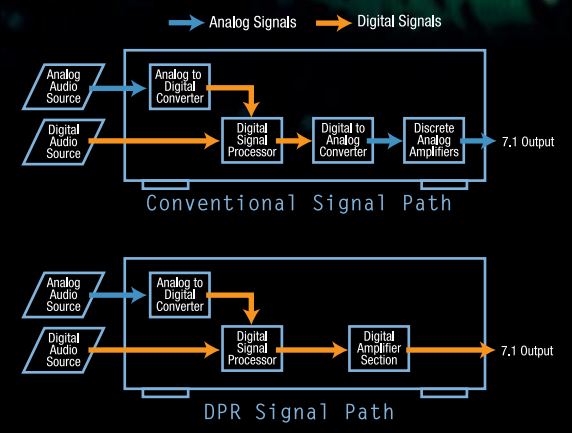 Analog Signals
Digital Signals
Analog
Audio
Source
Analog to
Digital
Converter
Digital
Audio
Source
Digital
Signal
Processor
Digital to
Analog
Converter
Discrete
Analog
Amplifiers
7.1 Output
Conventional Signal Path
Analog
Audio
Source
Analog to
Digital
Converter
Digital
Audio
Source
Digital
Signal
Processor
Digital
Amplifier
Section
7.1 Output
DPR Signal Path